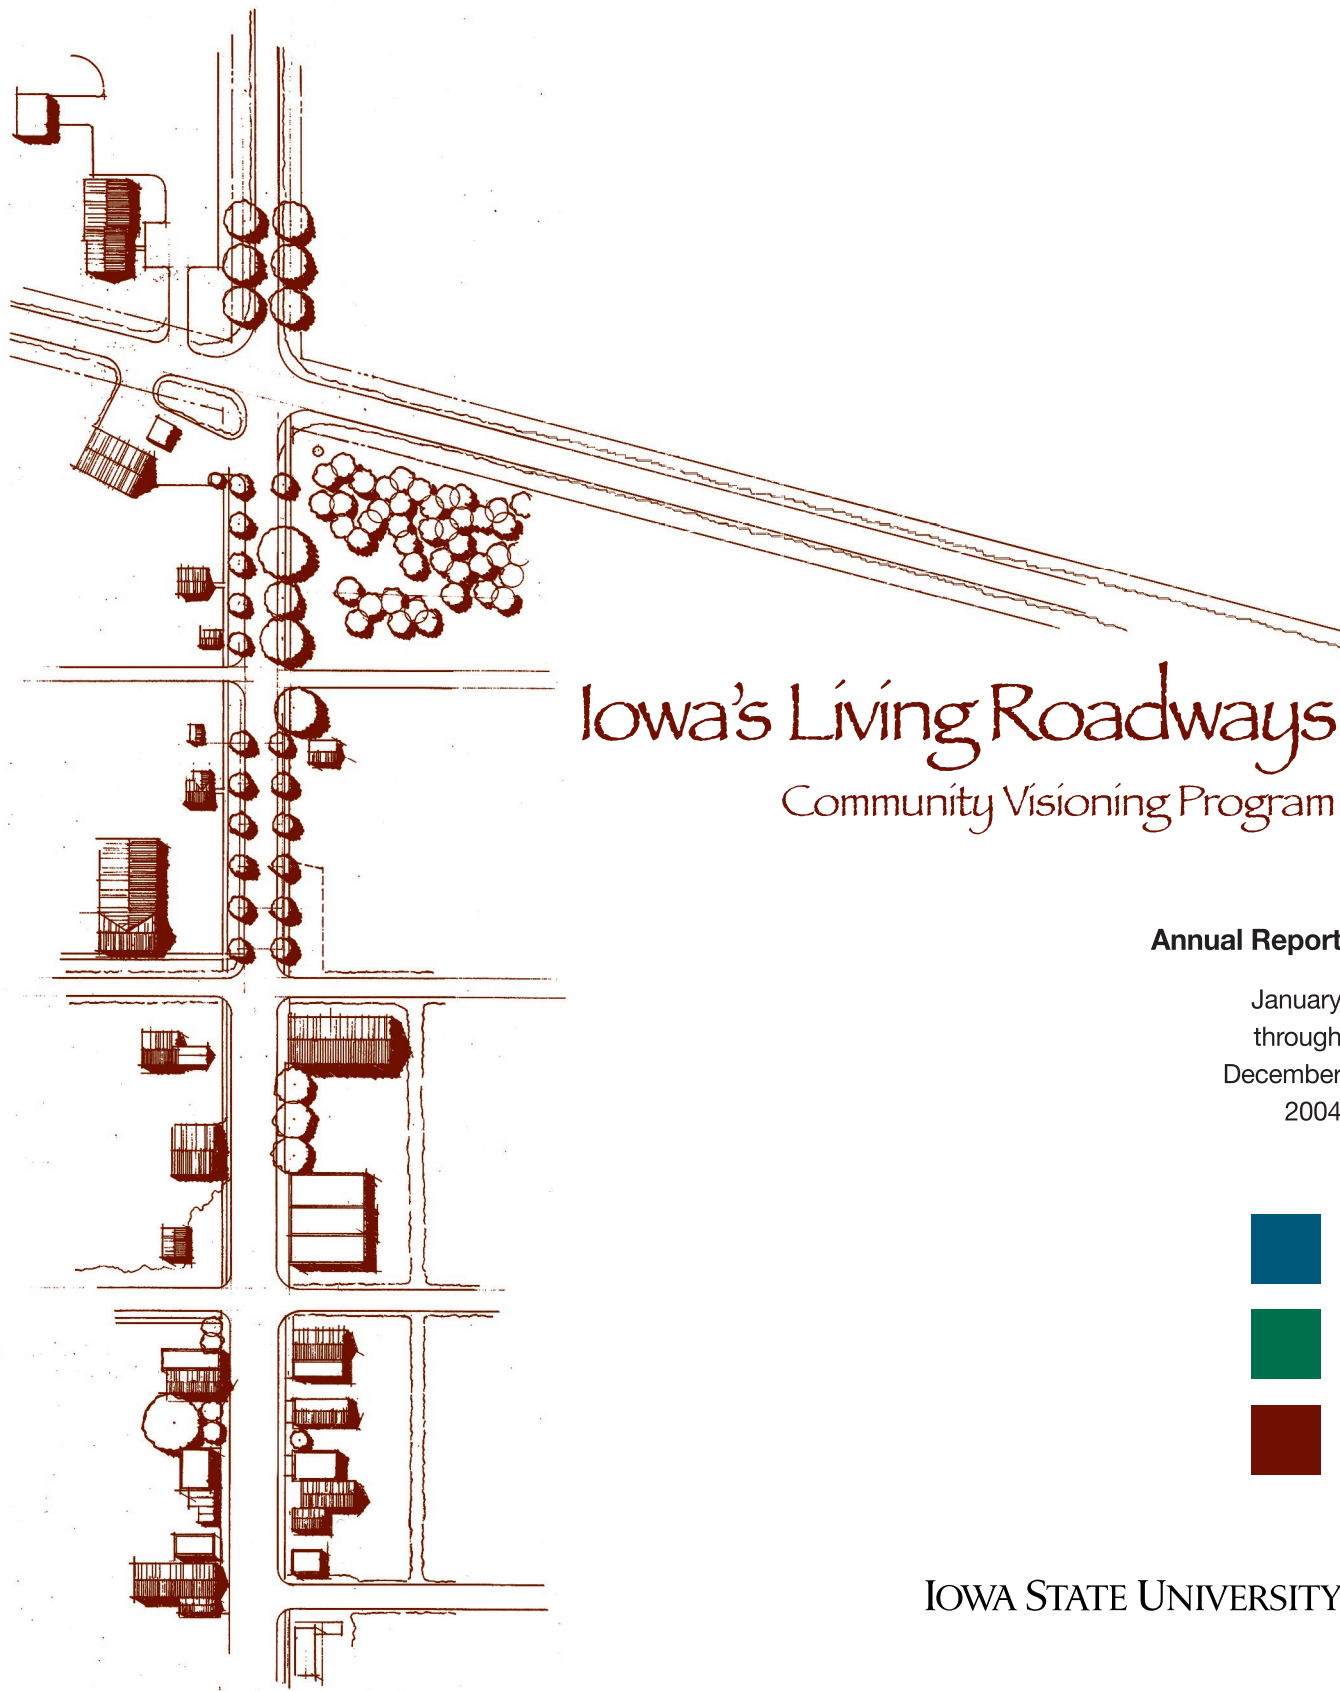 Iowa's Living Roadways
Community Visioning Program
Annual Report
January
through
December
2004
IOWA STATE UNIVERSITY